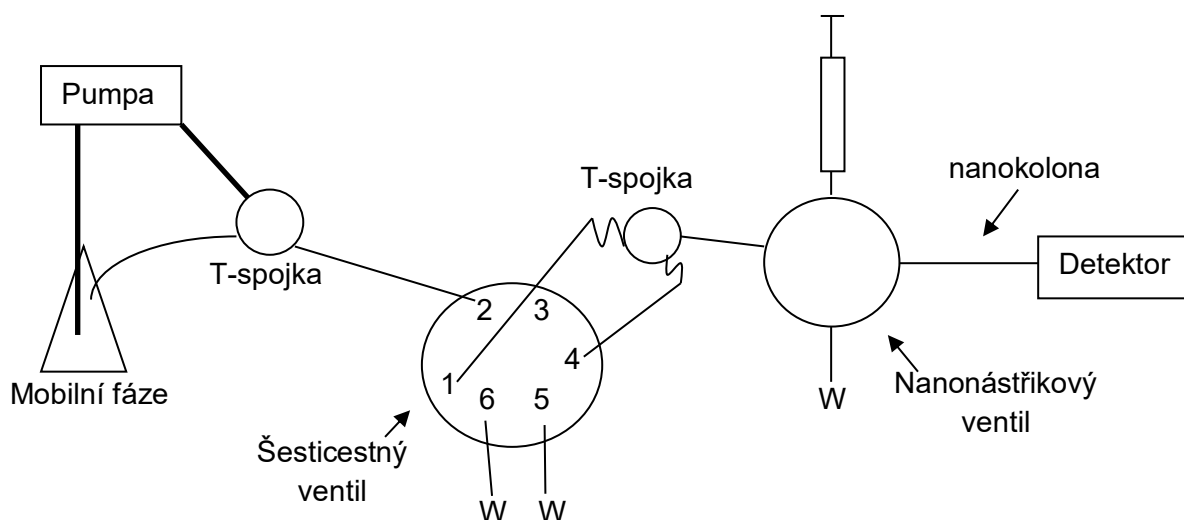 Pumpa
T-spojka
Mobilní fáze
T-spojka
nanokolona
Detektor
2
3
4
1
6
5
W
Nanonástřikový
ventil
Šesticestný
ventil
W
W